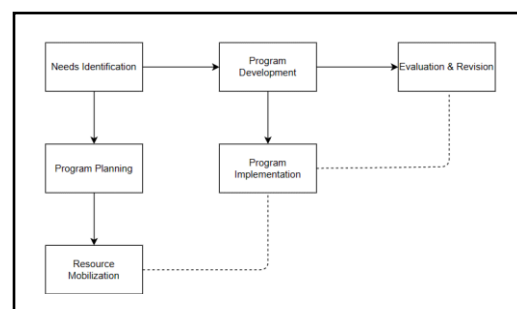 Needs Identification
Program
Development
Evaluation & Revision
Program Planning
Program
Implementation
Resource
Mobilization